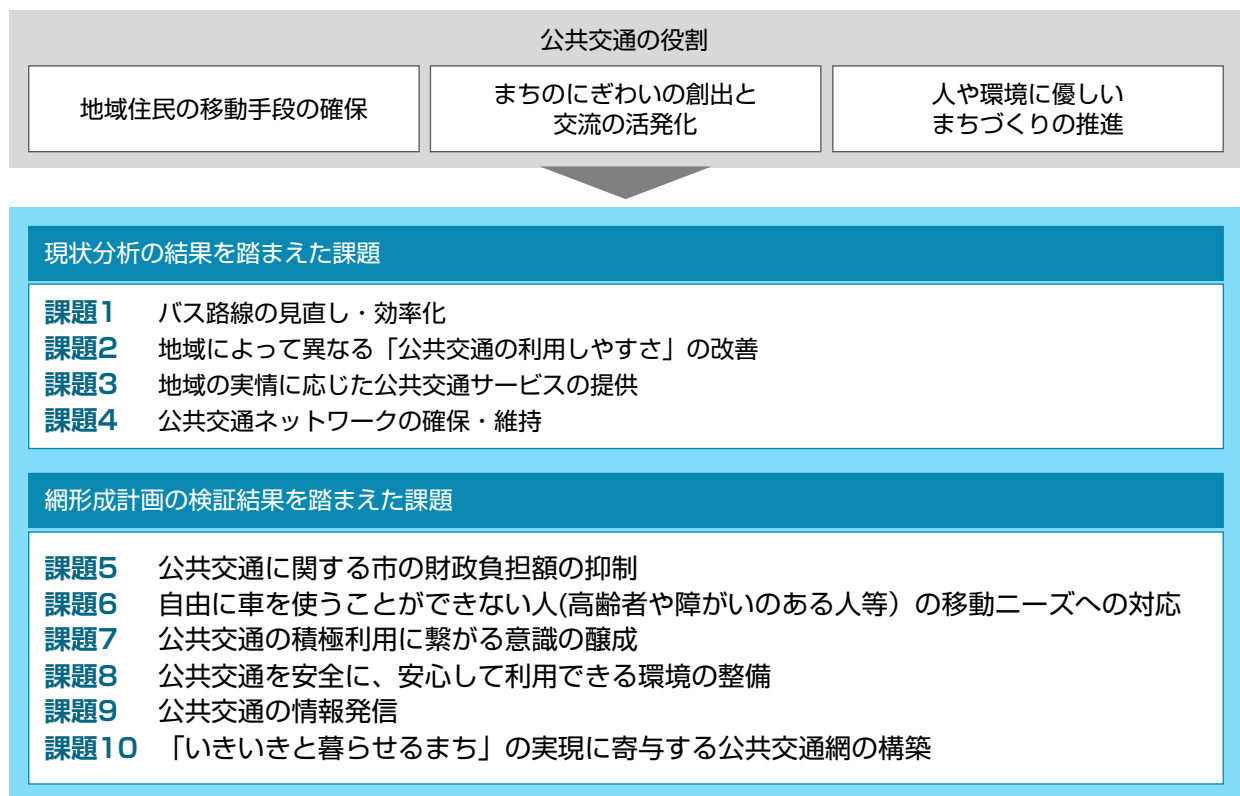 公共交通の役割
地域住民の移動手段の確保
まちのにぎわいの創出と
交流の活発化
人や環境に優しい
まちづくりの推進
現状分析の結果を踏まえた課題
課題1 バス路線の見直し・効率化
課題2 地域によって異なる「公共交通の利用しやすさ」の改善
課題3 地域の実情に応じた公共交通サービスの提供
課題4 公共交通ネットワークの確保・維持
網形成計画の検証結果を踏まえた課題
課題5 公共交通に関する市の財政負担額の抑制
課題6 自由に車を使うことができない人(高齢者や障がいのある人等）の移動ニーズへの対応
課題7 公共交通の積極利用に繋がる意識の醸成
課題8 公共交通を安全に、安心して利用できる環境の整備
課題9 公共交通の情報発信
課題10 「いきいきと暮らせるまち」の実現に寄与する公共交通網の構築